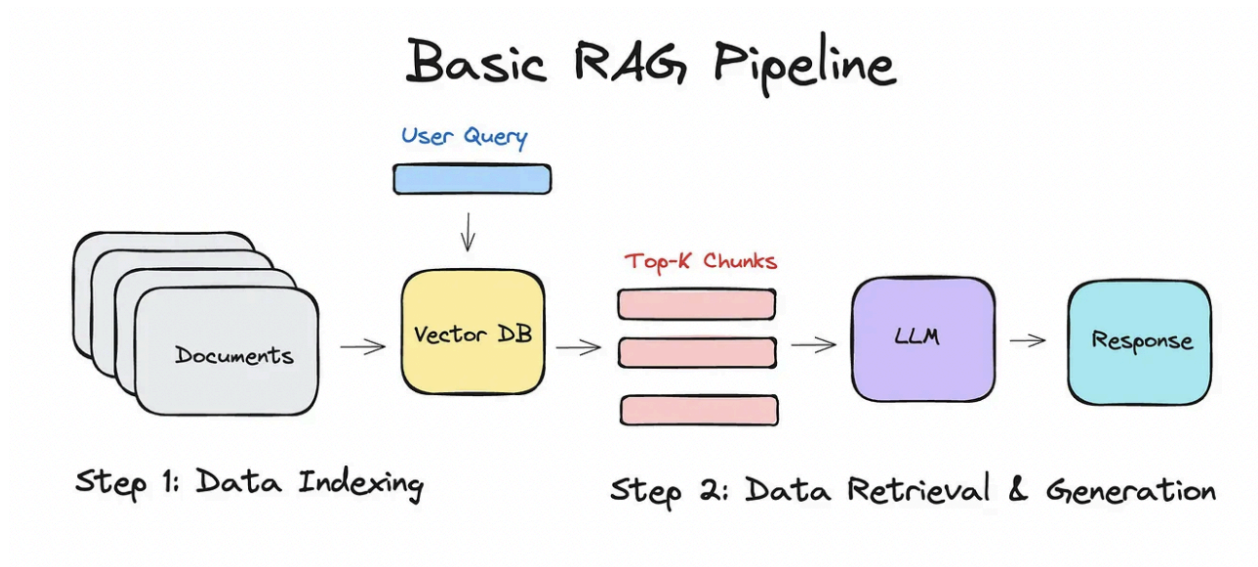 Basic RAG Pipeline
User Query
Top-K Chunks
Documents
Vector DB
LLM
Response
Step 1: Data Indexing
Step 2: Data Retrieval & Generation